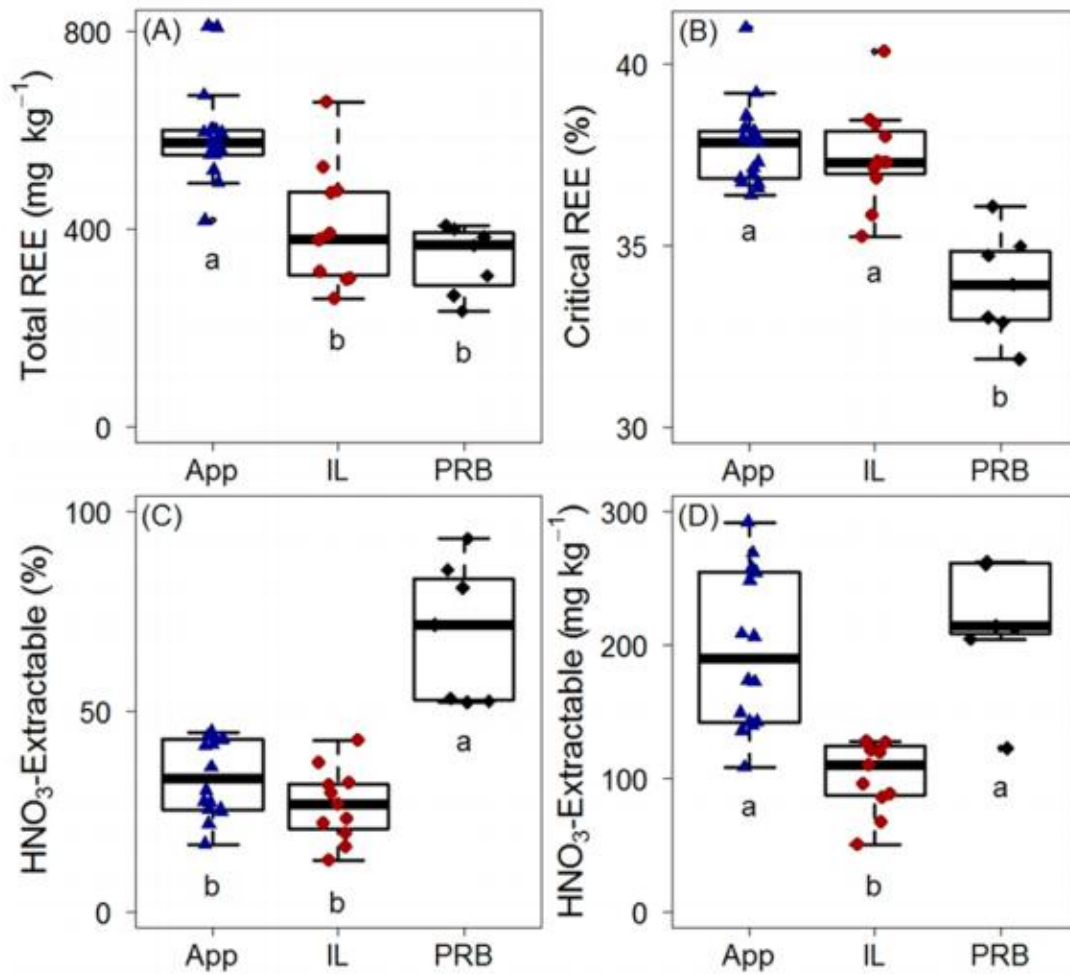 (A)
Total REE (mg kg⁻¹)
800
400
0
a
b
b
App IL PRB
(B)
Critical REE (%)
40
35
30
a
a
b
App IL PRB
(C)
HNO₃-Extractable (%)
100
50
0
b
b
a
App IL PRB
(D)
HNO₃-Extractable (mg kg⁻¹)
300
200
100
0
a
b
a
App IL PRB